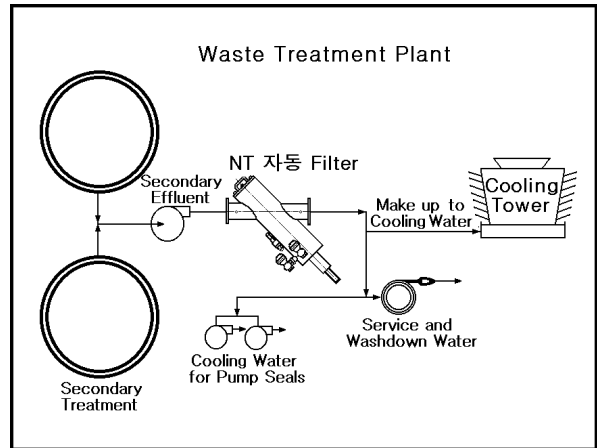 Waste Treatment Plant
NT 자동 Filter
Secondary
Effluent
Make up to
Cooling Water
Cooling
Tower
Service and
Washdown Water
Cooling Water
for Pump Seals
Secondary
Treatment